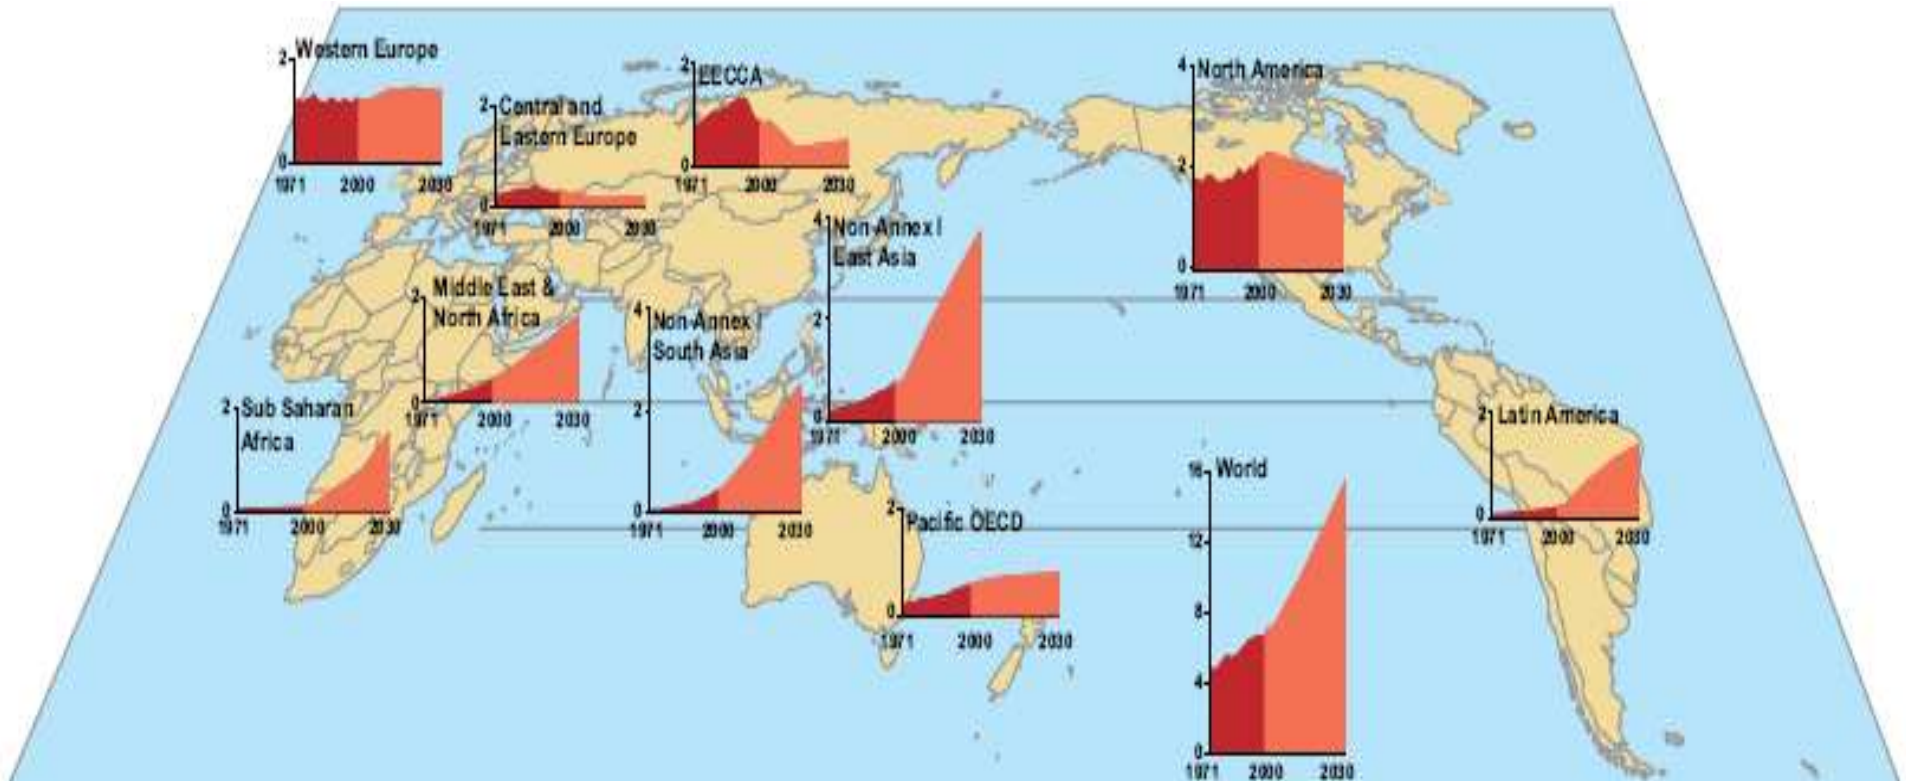 Western Europe
2
0
1971 2000 2030
Central and
Eastern Europe
2
0
1971 2000 2030
EECCA
2
0
1971 2000 2030
North America
4
2
0
1971 2000 2030
Non-Annex I
East Asia
4
2
0
1971 2000 2030
Middle East &
North Africa
2
0
1971 2000 2030
Non-Annex I
South Asia
4
2
0
1971 2000 2030
Sub Saharan
Africa
2
0
1971 2000 2030
Latin America
2
0
1971 2000 2030
Pacific OECD
2
0
1971 2000 2030
World
16
12
8
4
0
1971 2000 2030